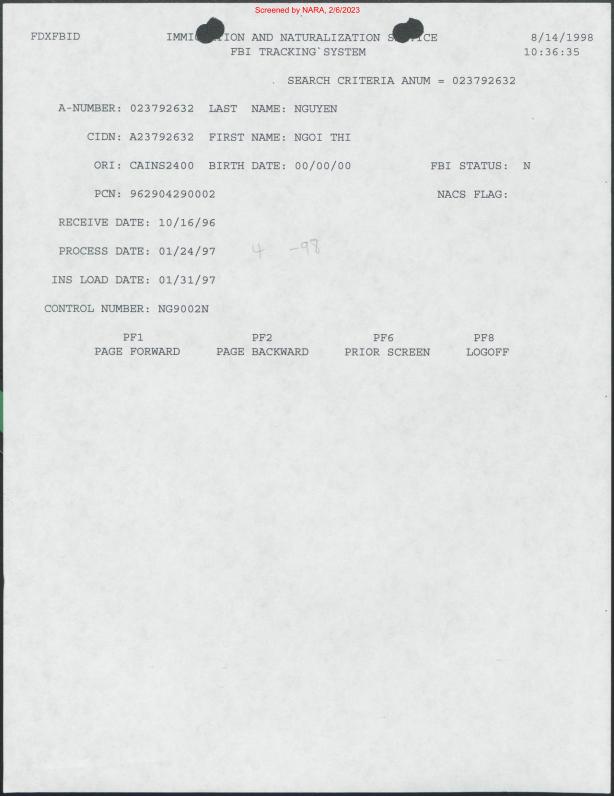 Screened by NARA, 2/6/2023
FDXFBID IMMI ION AND NATURALIZATION S ICE 8/14/1998
FBI TRACKING SYSTEM 10:36:35
SEARCH CRITERIA ANUM = 023792632
A-NUMBER: 023792632 LAST NAME: NGUYEN
CIDN: A23792632 FIRST NAME: NGOI THI
ORI: CAINS2400 BIRTH DATE: 00/00/00 FBI STATUS: N
PCN: 962904290002 NACS FLAG:
RECEIVE DATE: 10/16/96
PROCESS DATE: 01/24/97 4 -98
INS LOAD DATE: 01/31/97
CONTROL NUMBER: NG9002N
PF1 PF2 PF6 PF8
PAGE FORWARD PAGE BACKWARD PRIOR SCREEN LOGOFF